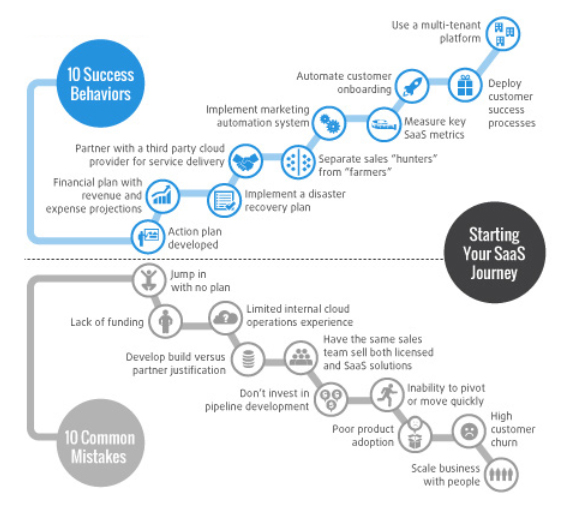 10 Success
Behaviors
Use a multi-tenant
platform
Automate customer
onboarding
Deploy
customer
success
processes
Implement marketing
automation system
Measure key
SaaS metrics
Partner with a third party cloud
provider for service delivery
Separate sales "hunters"
from "farmers"
Financial plan with
revenue and
expense projections
Implement a disaster
recovery plan
Action plan
developed
Starting
Your SaaS
Journey
Jump in
with no plan
Lack of funding
Limited internal cloud
operations experience
Develop build versus
partner justification
Have the same sales
team sell both licensed
and SaaS solutions
Don't invest in
pipeline development
Inability to pivot
or move quickly
Poor product
adoption
High
customer
churn
Scale business
with people
10 Common
Mistakes